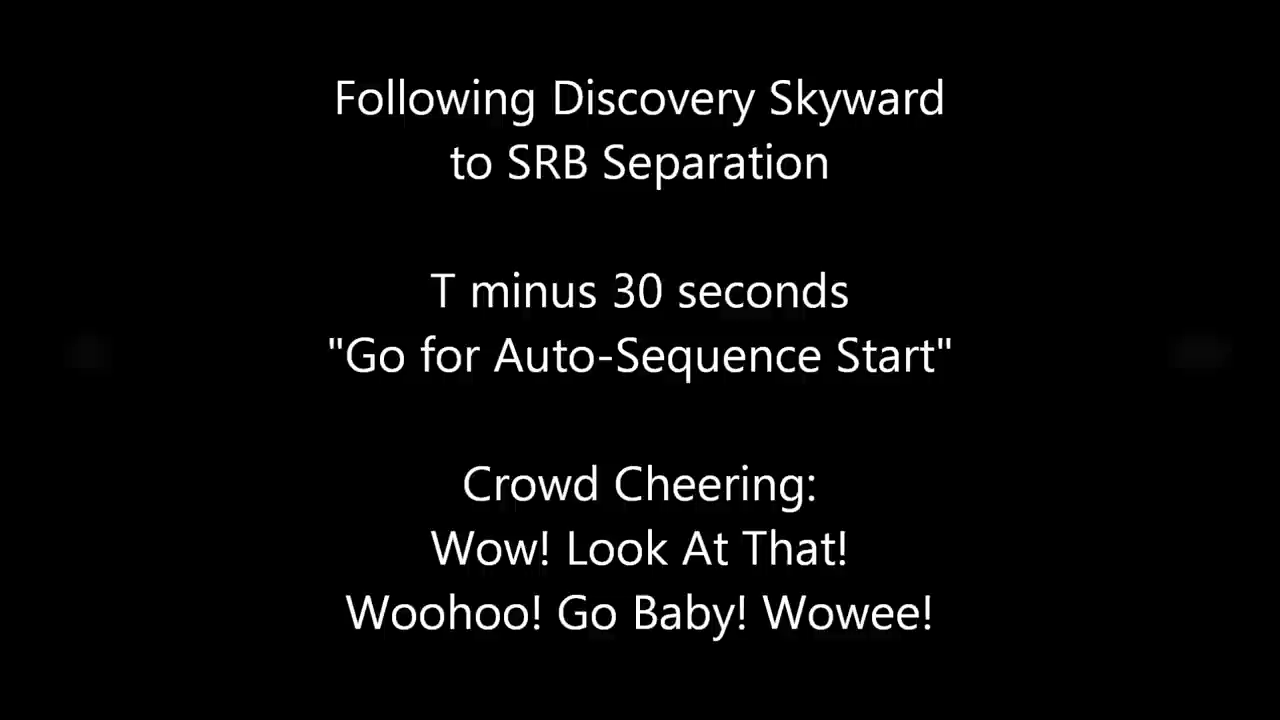 Following Discovery Skyward
to SRB Separation
T minus 30 seconds
"Go for Auto-Sequence Start"
Crowd Cheering:
Wow! Look At That!
Woohoo! Go Baby! Wowee!